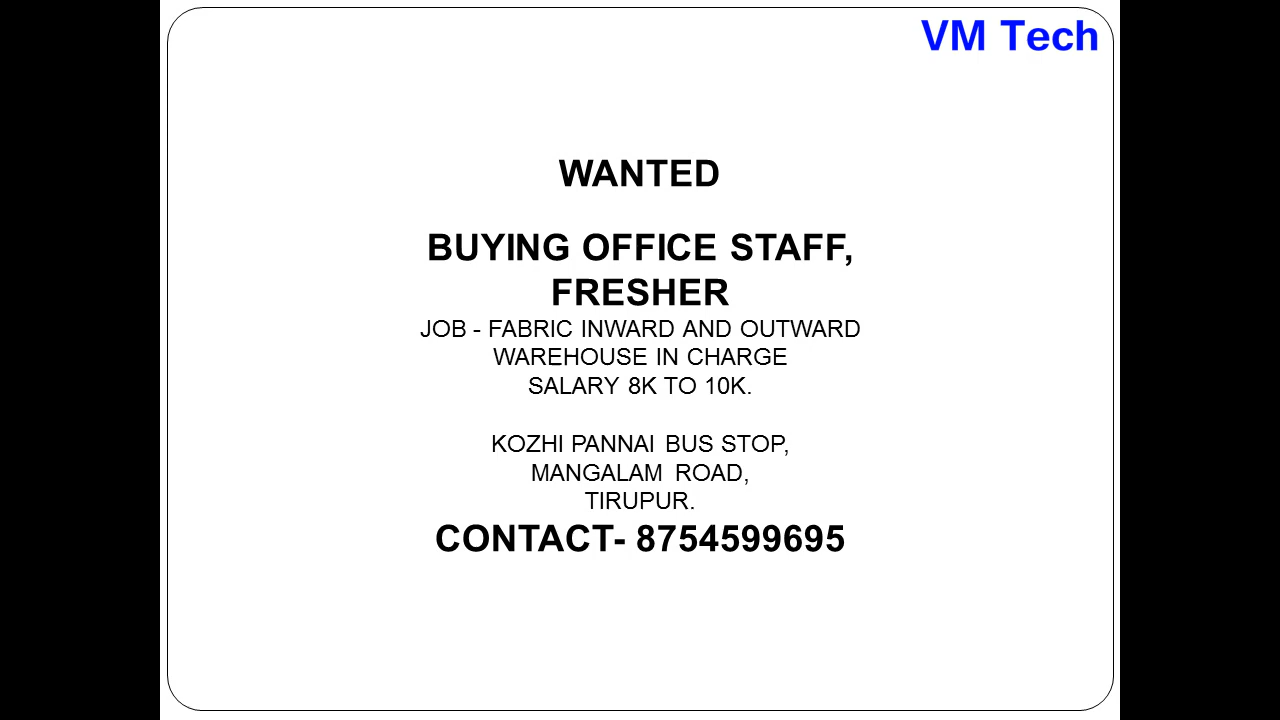 VM Tech
WANTED
BUYING OFFICE STAFF,
FRESHER
JOB - FABRIC INWARD AND OUTWARD
WAREHOUSE IN CHARGE
SALARY 8K TO 10K.
KOZHI PANNAI BUS STOP,
MANGALAM ROAD,
TIRUPUR.
CONTACT- 8754599695